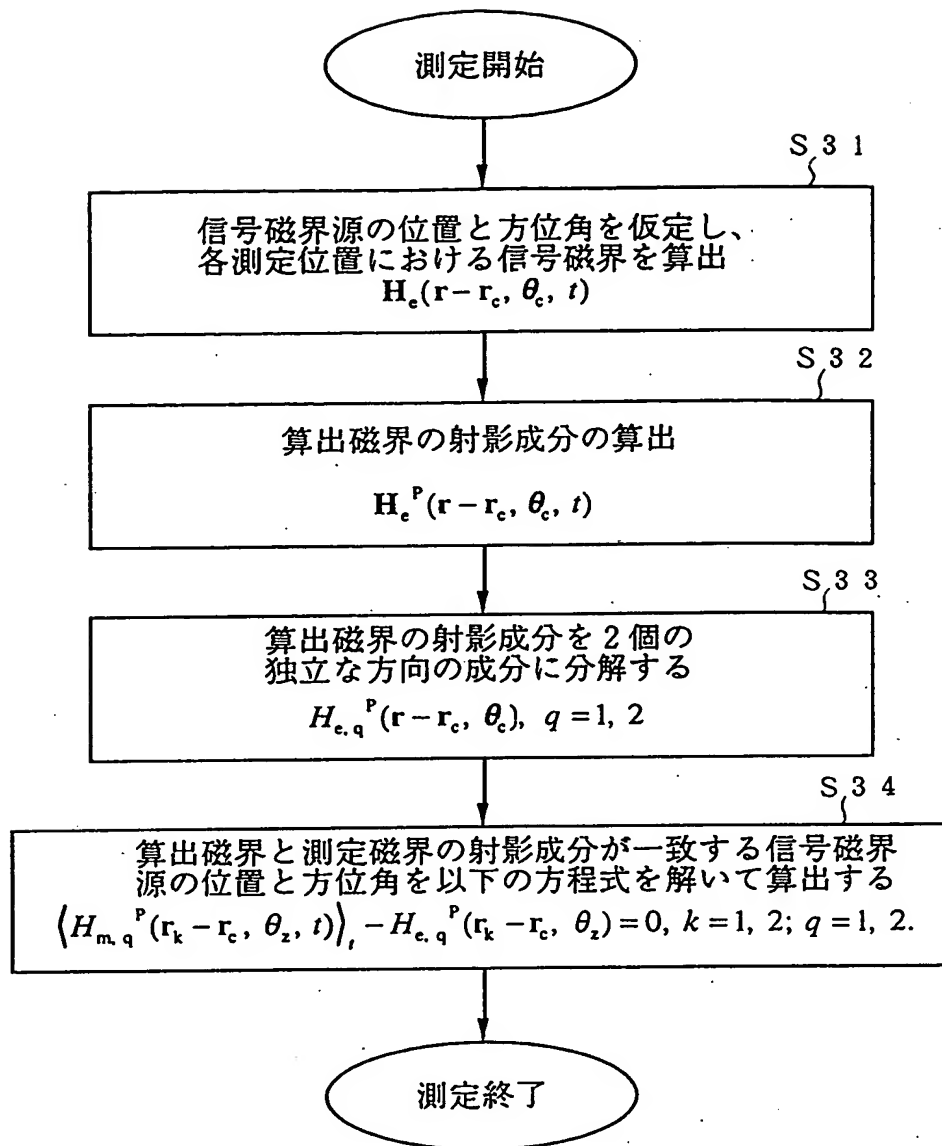 測定開始
S31
信号磁界源の位置と方位角を仮定し、
各測定位置における信号磁界を算出
H_e(r−r_c, θ_c, t)
S32
算出磁界の射影成分の算出
H_e^P(r−r_c, θ_c, t)
S33
算出磁界の射影成分を2個の
独立な方向の成分に分解する
H_{e,q}^P(r−r_c, θ_c), q=1, 2
S34
算出磁界と測定磁界の射影成分が一致する信号磁界
源の位置と方位角を以下の方程式を解いて算出する
⟨H_{m,q}^P(r_k−r_c, θ_z, t)⟩_t−H_{e,q}^P(r_k−r_c, θ_z)=0, k=1, 2; q=1, 2.
測定終了